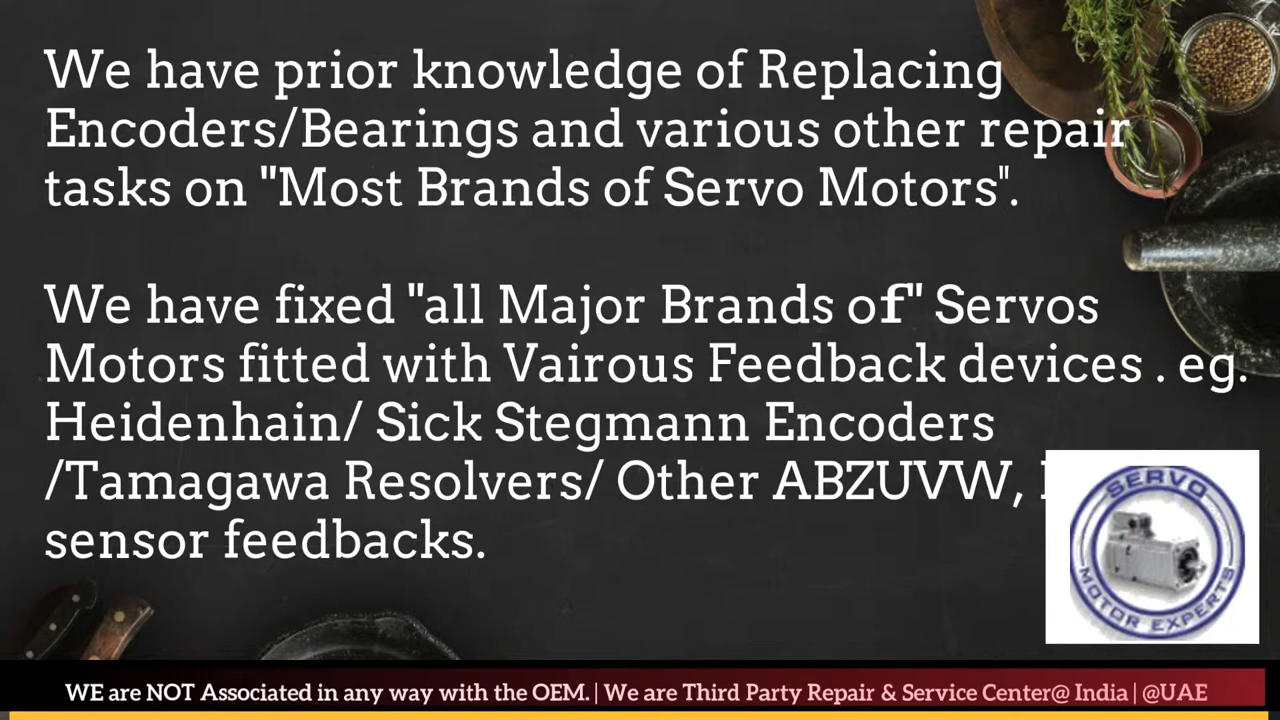 We have prior knowledge of Replacing
Encoders/Bearings and various other repair
tasks on "Most Brands of Servo Motors".
We have fixed "all Major Brands of" Servos
Motors fitted with Vairous Feedback devices . eg.
Heidenhain/ Sick Stegmann Encoders
/Tamagawa Resolvers/ Other ABZUVW,
sensor feedbacks.
SERVO
MOTOR EXPERTS
WE are NOT Associated in any way with the OEM. | We are Third Party Repair & Service Center@ India | @UAE